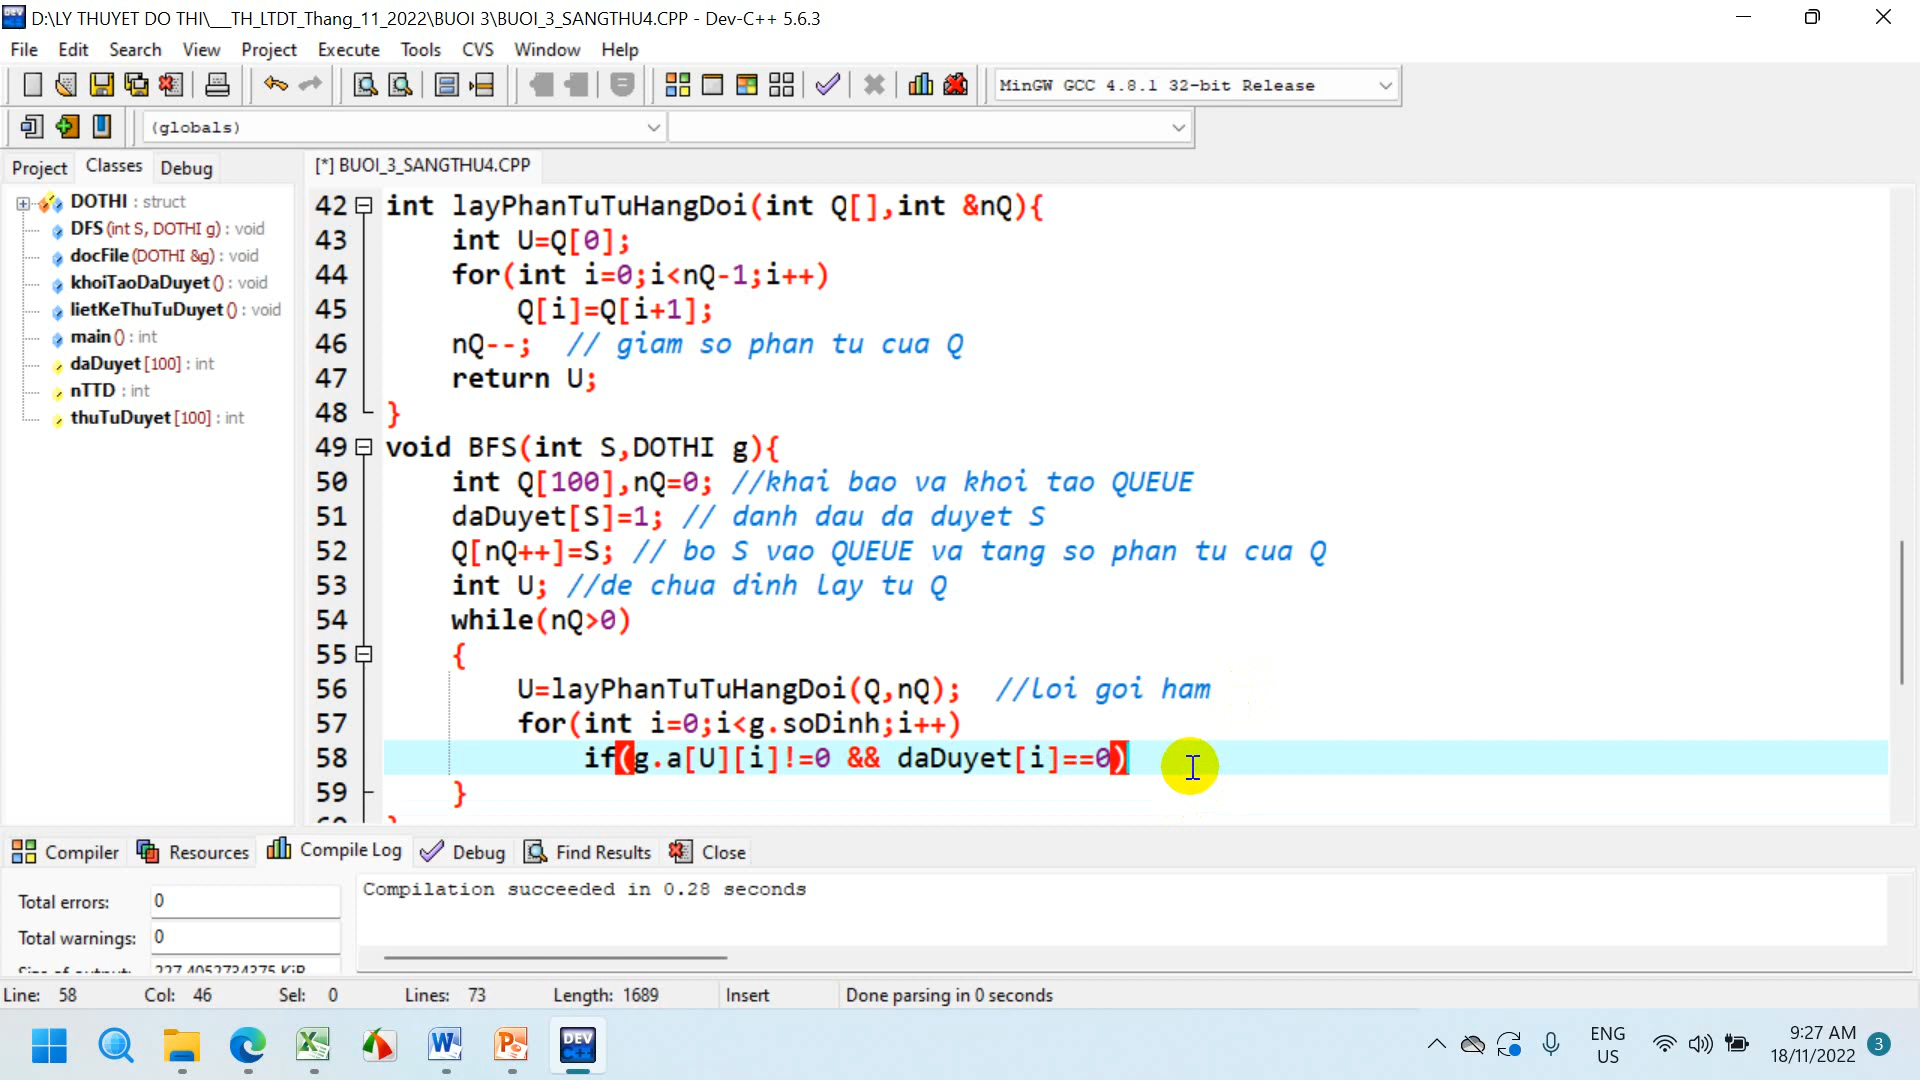 D:\LY THUYET DO THI\__TH_LTDT_Thang_11_2022\BUOI 3\BUOI_3_SANGTHU4.CPP - Dev-C++ 5.6.3
File Edit Search View Project Execute Tools CVS Window Help
MinGW GCC 4.8.1 32-bit Release
(globals)
Project Classes Debug
[*] BUOI_3_SANGTHU4.CPP
DOTHI : struct
DFS (int S, DOTHI g) : void
docFile (DOTHI &g) : void
khoiTaoDaDuyet () : void
lietKeThuTuDuyet () : void
main () : int
daDuyet [100] : int
nTTD : int
thuTuDuyet [100] : int
42 int layPhanTuTuHangDoi(int Q[],int &nQ){
43 int U=Q[0];
44 for(int i=0;i<nQ-1;i++)
45 Q[i]=Q[i+1];
46 nQ--; // giam so phan tu cua Q
47 return U;
48 }
49 void BFS(int S,DOTHI g){
50 int Q[100],nQ=0; //khai bao va khoi tao QUEUE
51 daDuyet[S]=1; // danh dau da duyet S
52 Q[nQ++]=S; // bo S vao QUEUE va tang so phan tu cua Q
53 int U; //de chua dinh lay tu Q
54 while(nQ>0)
55 {
56 U=layPhanTuTuHangDoi(Q,nQ); //loi goi ham
57 for(int i=0;i<g.soDinh;i++)
58 if(g.a[U][i]!=0 && daDuyet[i]==0)
59 }
Compiler Resources Compile Log Debug Find Results Close
Total errors: 0
Total warnings: 0
Size of output: 227.4052734375 KiB
Compilation succeeded in 0.28 seconds
Line: 58 Col: 46 Sel: 0 Lines: 73 Length: 1689 Insert Done parsing in 0 seconds
DEV C++
ENG
US
9:27 AM
18/11/2022
3